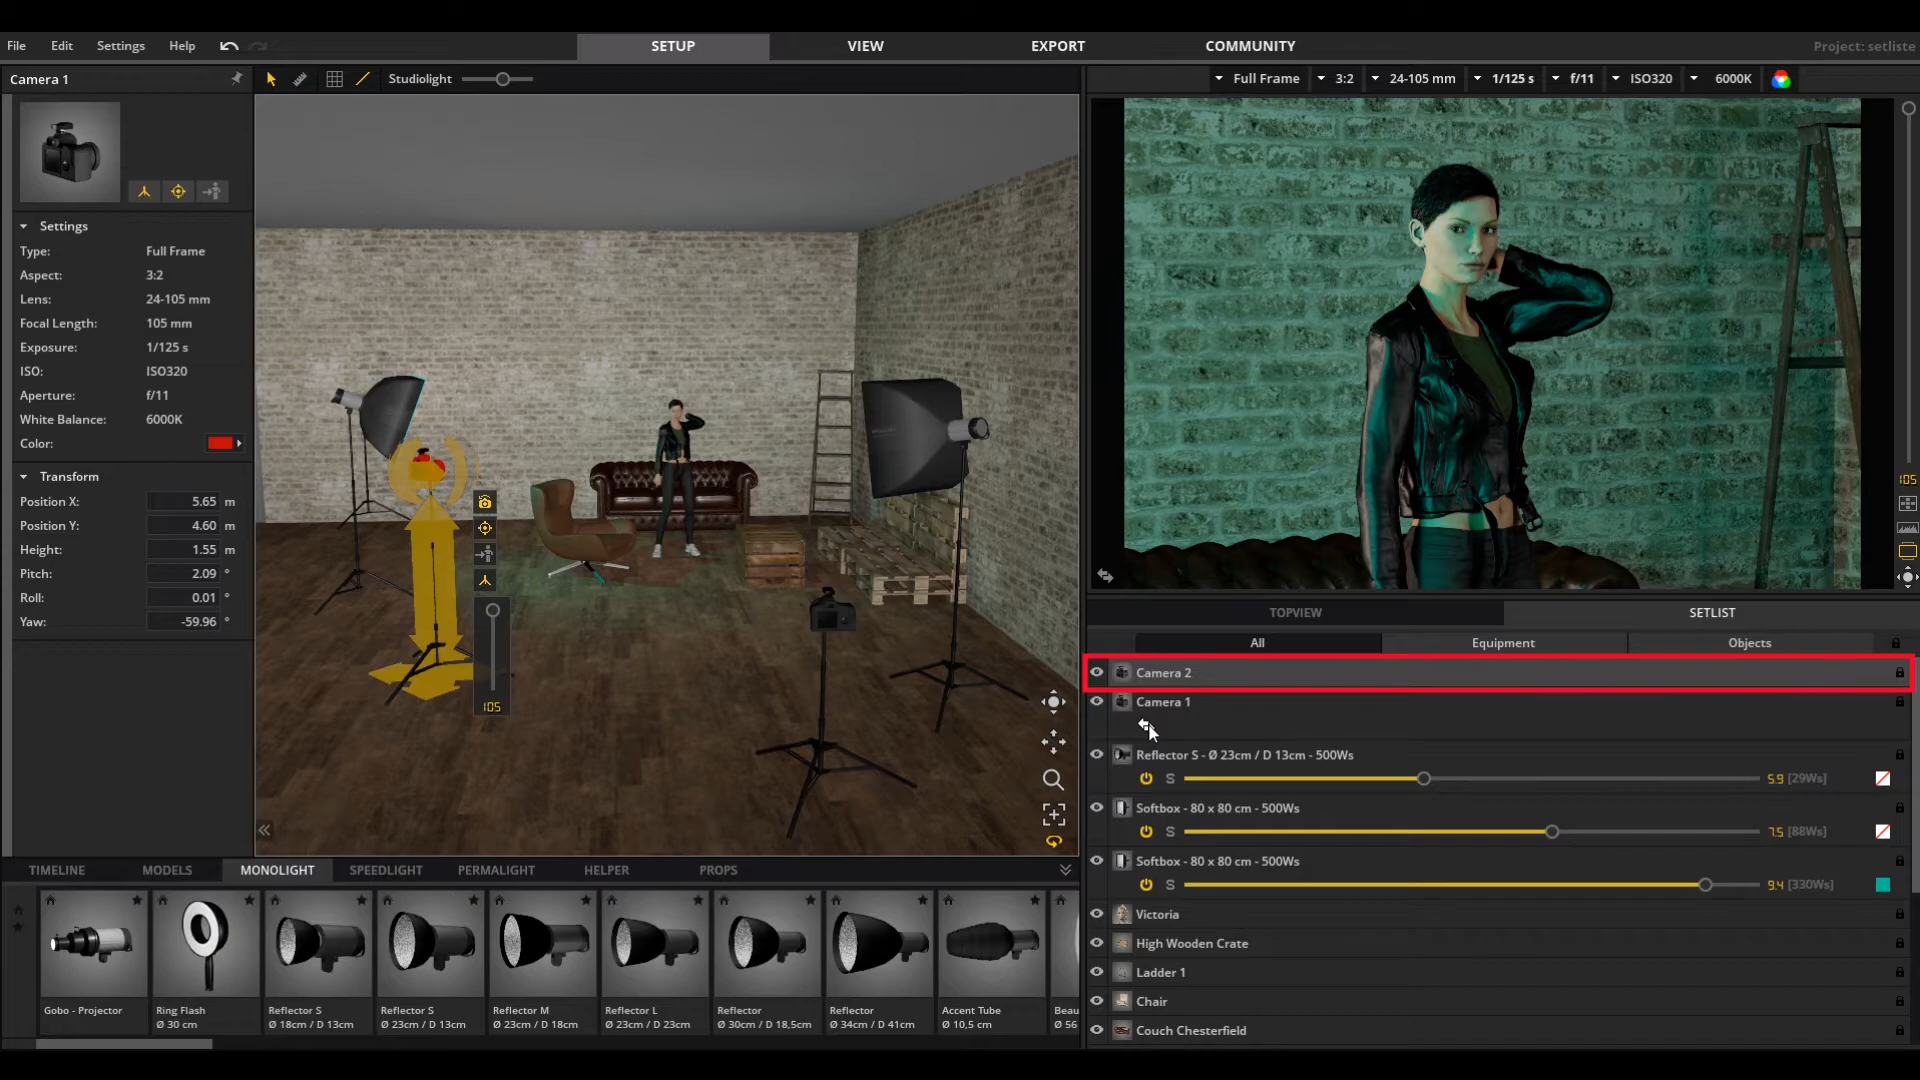 File Edit Settings Help
SETUP VIEW EXPORT COMMUNITY
Project: setliste
Camera 1
Studiolight
Full Frame 3:2 24-105 mm 1/125 s f/11 ISO320 6000K
Settings
Type: Full Frame
Aspect: 3:2
Lens: 24-105 mm
Focal Length: 105 mm
Exposure: 1/125 s
ISO: ISO320
Aperture: f/11
White Balance: 6000K
Color:
Transform
Position X: 5.65 m
Position Y: 4.60 m
Height: 1.55 m
Pitch: 2.09 °
Roll: 0.01 °
Yaw: -59.96 °
105
105
TOPVIEW SETLIST
All Equipment Objects
Camera 2
Camera 1
Reflector S - Ø 23cm / D 13cm - 500Ws
S 5.9 [29Ws]
Softbox - 80 x 80 cm - 500Ws
S 7.5 [88Ws]
Softbox - 80 x 80 cm - 500Ws
S 9.4 [330Ws]
Victoria
High Wooden Crate
Ladder 1
Chair
Couch Chesterfield
TIMELINE MODELS MONOLIGHT SPEEDLIGHT PERMALIGHT HELPER PROPS
Gobo - Projector
Ring Flash
Ø 30 cm
Reflector S
Ø 18cm / D 13cm
Reflector S
Ø 23cm / D 13cm
Reflector M
Ø 23cm / D 18cm
Reflector L
Ø 23cm / D 23cm
Reflector
Ø 30cm / D 18,5cm
Reflector
Ø 34cm / D 41cm
Accent Tube
Ø 10,5 cm
Beau
Ø 56